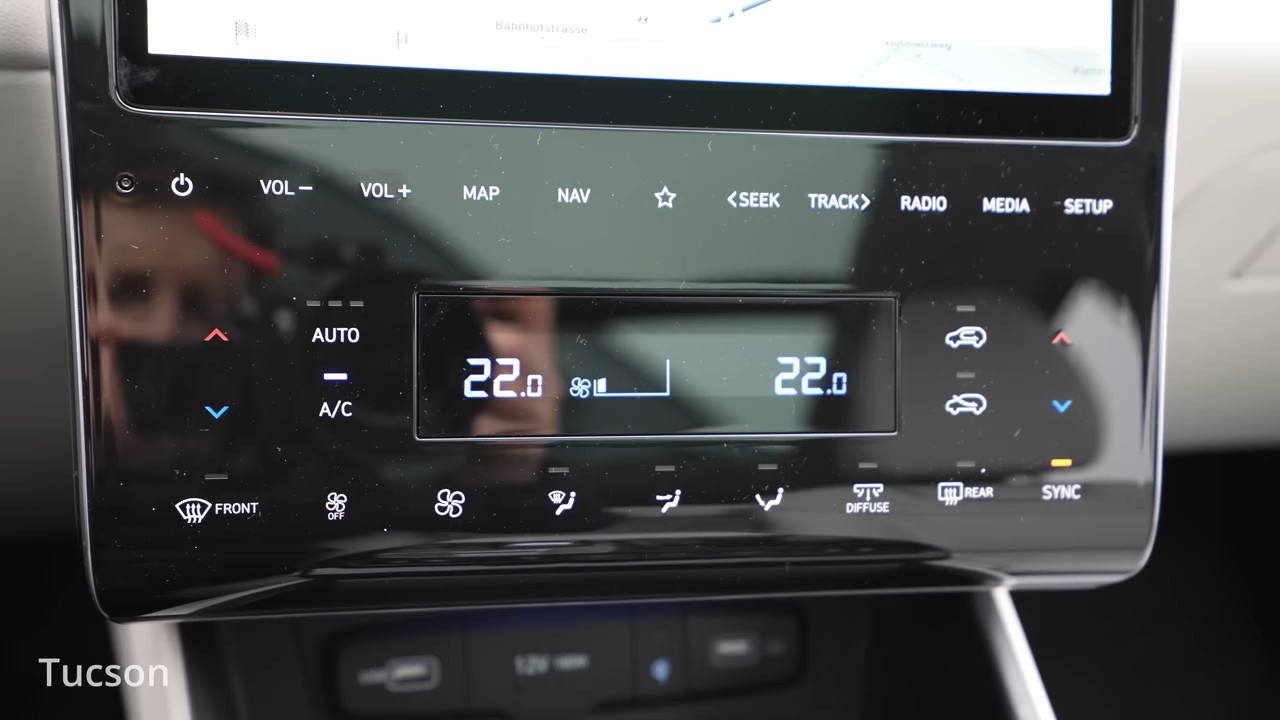 Bahnhofstrasse
VOL − VOL + MAP NAV <SEEK TRACK> RADIO MEDIA SETUP
AUTO
22.0 22.0
A/C
FRONT OFF DIFFUSE REAR SYNC
12V
Tucson